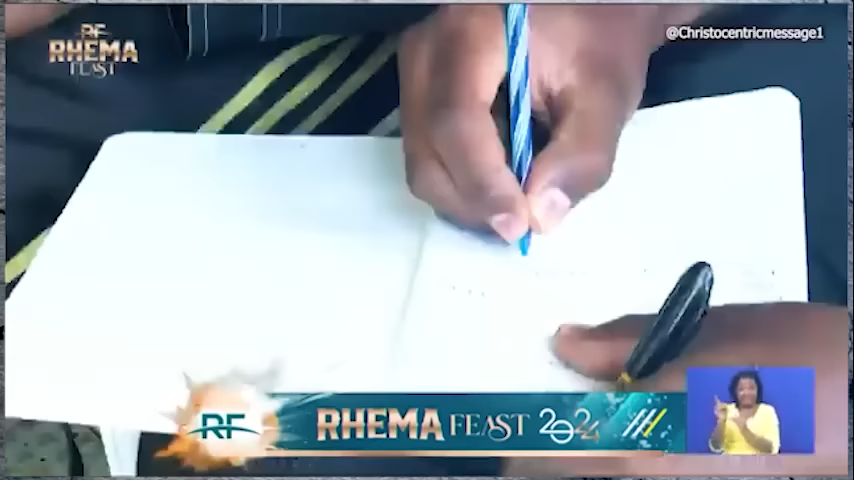 RF
RHEMA
FEAST
@Christocentricmessage1
RF
RHEMA FEAST 2024